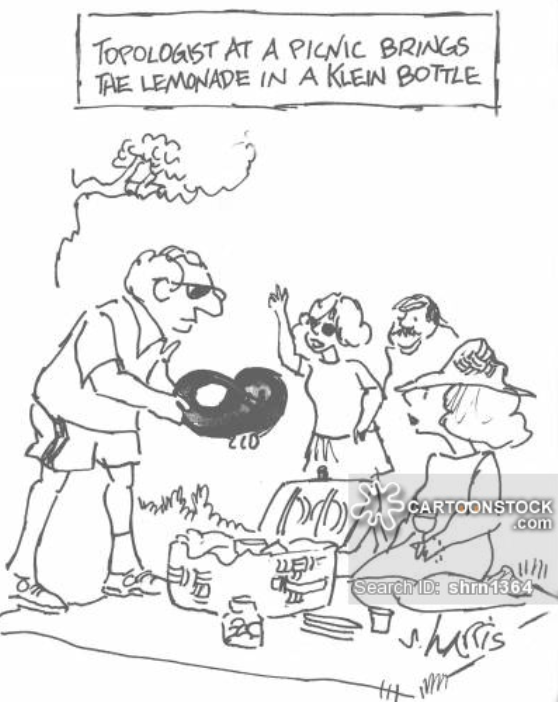 TOPOLOGIST AT A PICNIC BRINGS
THE LEMONADE IN A KLEIN BOTTLE
CARTOONSTOCK
.com
Search ID: shrn1364
S. Harris